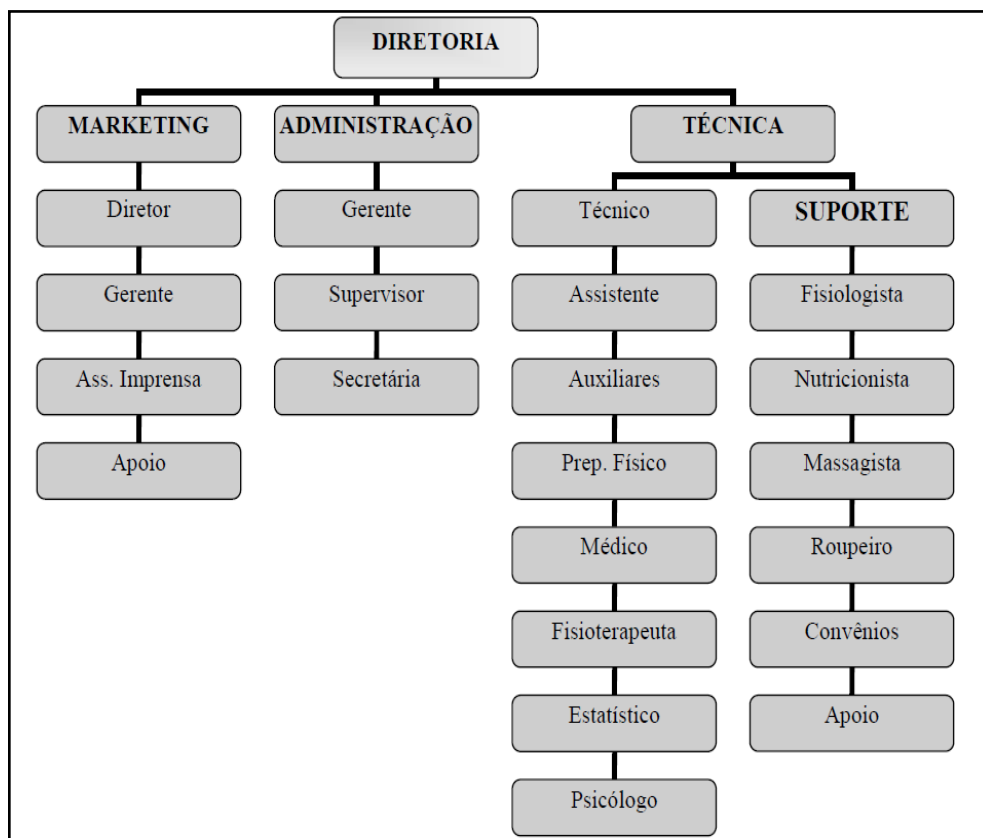 DIRETORIA
MARKETING
ADMINISTRAÇÃO
TÉCNICA
Diretor
Gerente
Técnico
SUPORTE
Gerente
Supervisor
Assistente
Fisiologista
Ass. Imprensa
Secretária
Auxiliares
Nutricionista
Apoio
Prep. Físico
Massagista
Médico
Roupeiro
Fisioterapeuta
Convênios
Estatístico
Apoio
Psicólogo